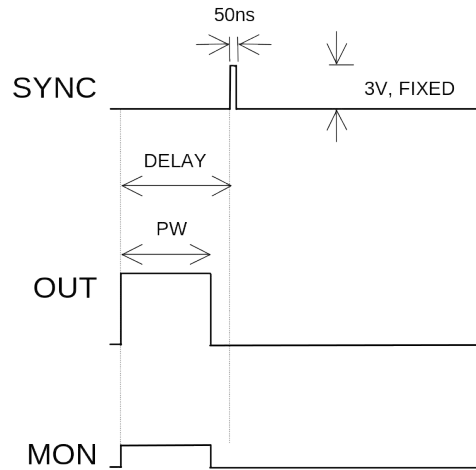 50ns
SYNC
3V, FIXED
DELAY
PW
OUT
MON